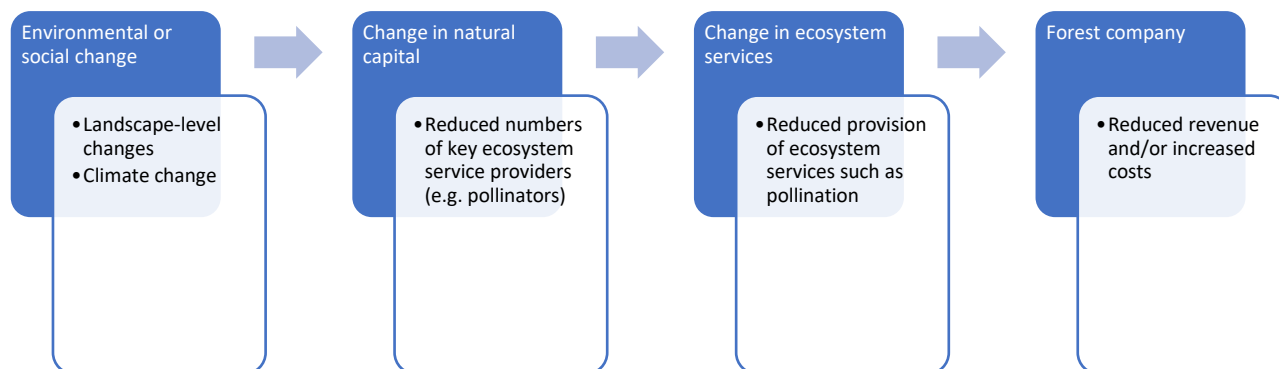 Environmental or
social change
• Landscape-level
changes
• Climate change
Change in natural
capital
• Reduced numbers
of key ecosystem
service providers
(e.g. pollinators)
Change in ecosystem
services
• Reduced provision
of ecosystem
services such as
pollination
Forest company
• Reduced revenue
and/or increased
costs